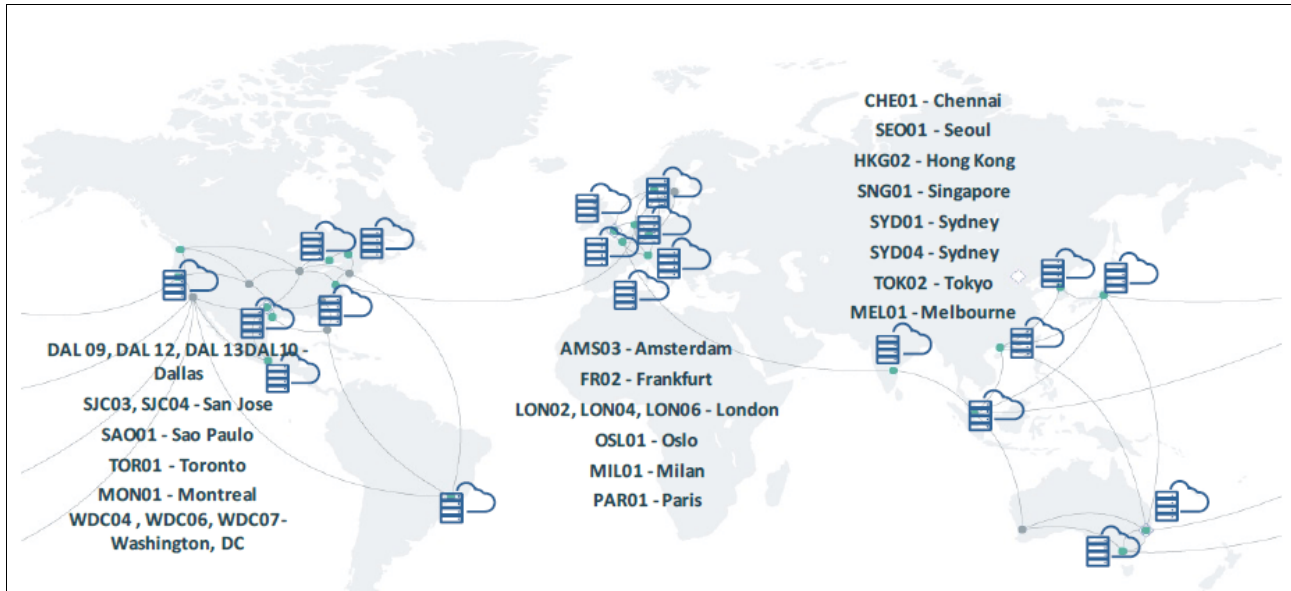 DAL 09, DAL 12, DAL 13DAL10 -
Dallas
SJC03, SJC04 - San Jose
SAO01 - Sao Paulo
TOR01 - Toronto
MON01 - Montreal
WDC04 , WDC06, WDC07-
Washington, DC
AMS03 - Amsterdam
FR02 - Frankfurt
LON02, LON04, LON06 - London
OSL01 - Oslo
MIL01 - Milan
PAR01 - Paris
CHE01 - Chennai
SEO01 - Seoul
HKG02 - Hong Kong
SNG01 - Singapore
SYD01 - Sydney
SYD04 - Sydney
TOK02 - Tokyo
MEL01 - Melbourne